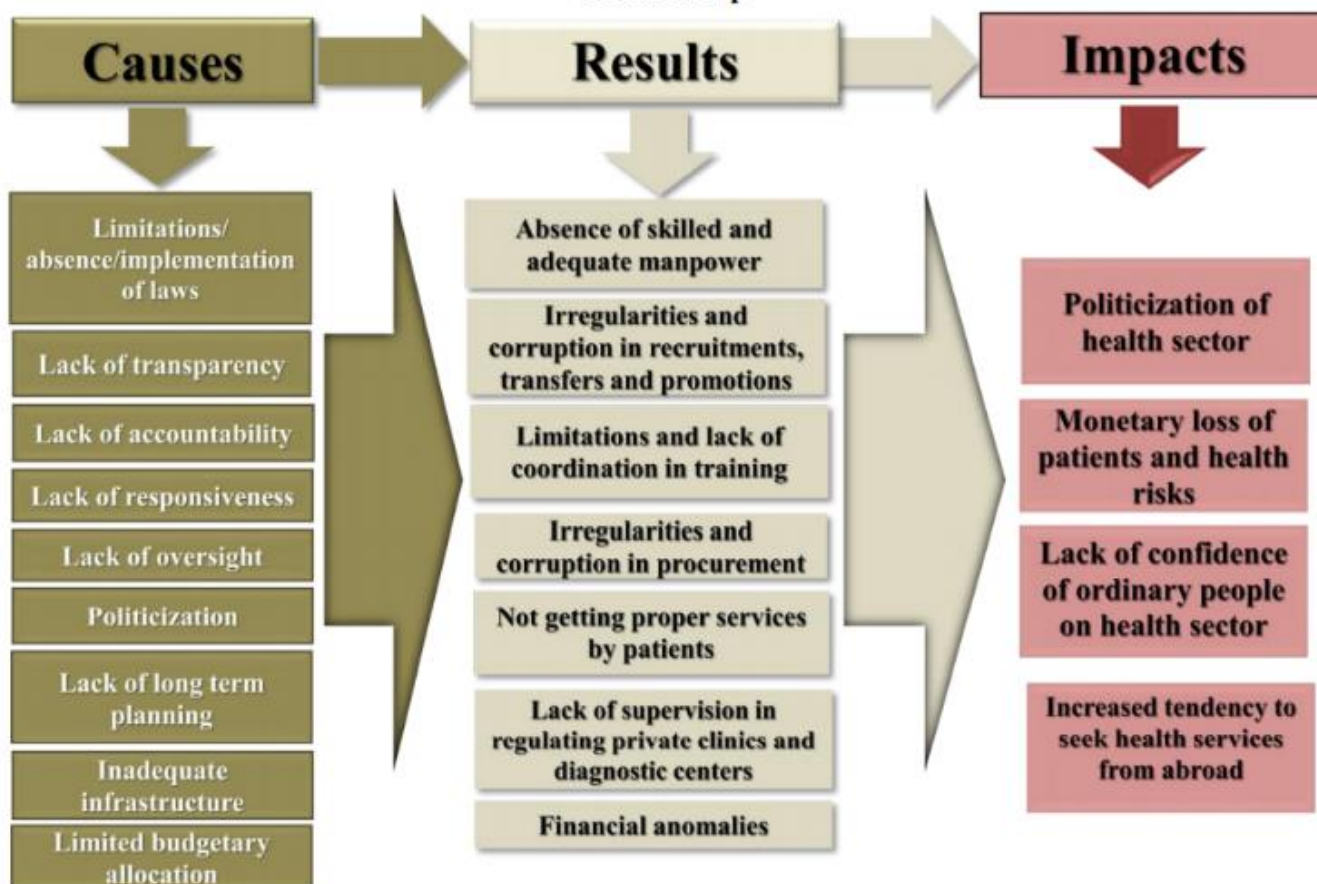 Causes
Results
Impacts
Limitations/
absence/implementation
of laws
Lack of transparency
Lack of accountability
Lack of responsiveness
Lack of oversight
Politicization
Lack of long term
planning
Inadequate
infrastructure
Limited budgetary
allocation
Absence of skilled and
adequate manpower
Irregularities and
corruption in recruitments,
transfers and promotions
Limitations and lack of
coordination in training
Irregularities and
corruption in procurement
Not getting proper services
by patients
Lack of supervision in
regulating private clinics and
diagnostic centers
Financial anomalies
Politicization of
health sector
Monetary loss of
patients and health
risks
Lack of confidence
of ordinary people
on health sector
Increased tendency to
seek health services
from abroad